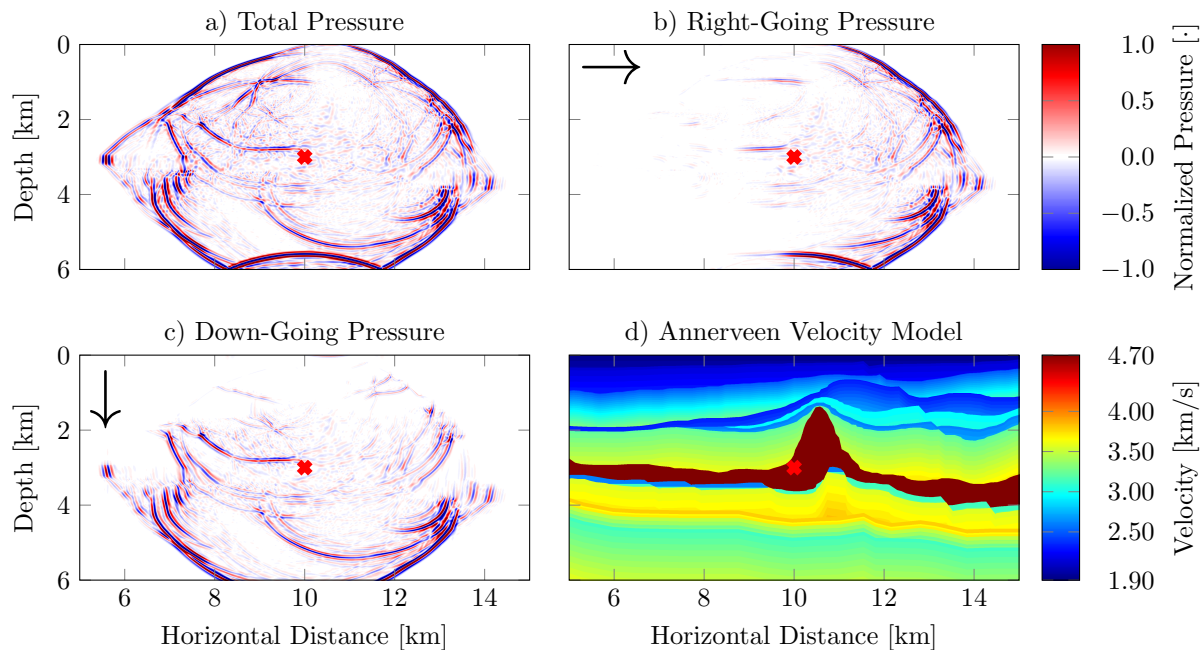 a) Total Pressure
b) Right-Going Pressure
0
2
4
6
Depth [km]
1.0
0.5
0.0
−0.5
−1.0
Normalized Pressure [·]
c) Down-Going Pressure
d) Annerveen Velocity Model
0
2
4
6
Depth [km]
4.70
4.00
3.50
3.00
2.50
1.90
Velocity [km/s]
6 8 10 12 14
6 8 10 12 14
Horizontal Distance [km]
Horizontal Distance [km]